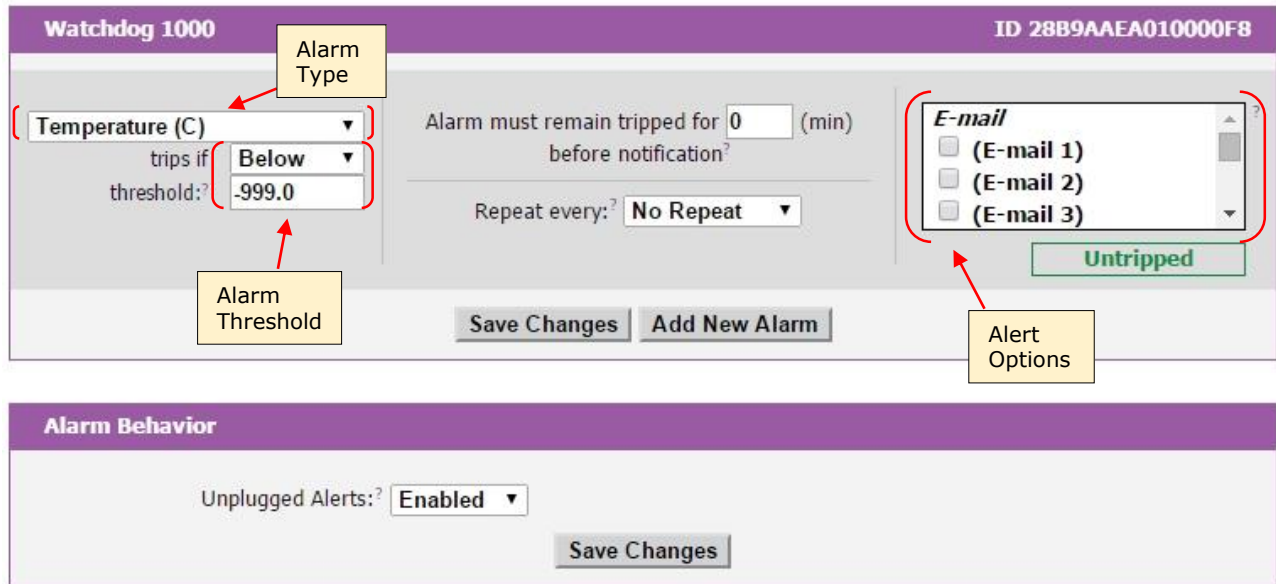 Watchdog 1000
ID 28B9AAEA010000F8
Alarm
Type
Temperature (C)
trips if Below
threshold:? -999.0
Alarm
Threshold
Alarm must remain tripped for 0 (min)
before notification?
Repeat every:? No Repeat
E-mail
(E-mail 1)
(E-mail 2)
(E-mail 3)
?
Untripped
Alert
Options
Save Changes Add New Alarm
Alarm Behavior
Unplugged Alerts:? Enabled
Save Changes